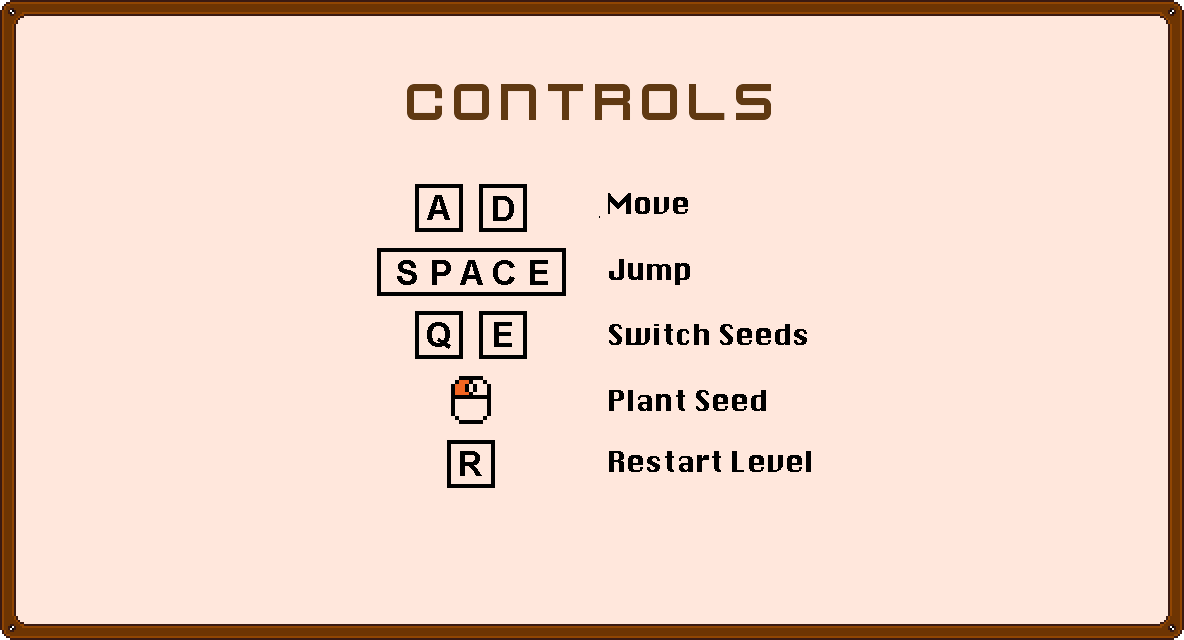 CONTROLS
A D Move
SPACE Jump
Q E Switch Seeds
Plant Seed
R Restart Level